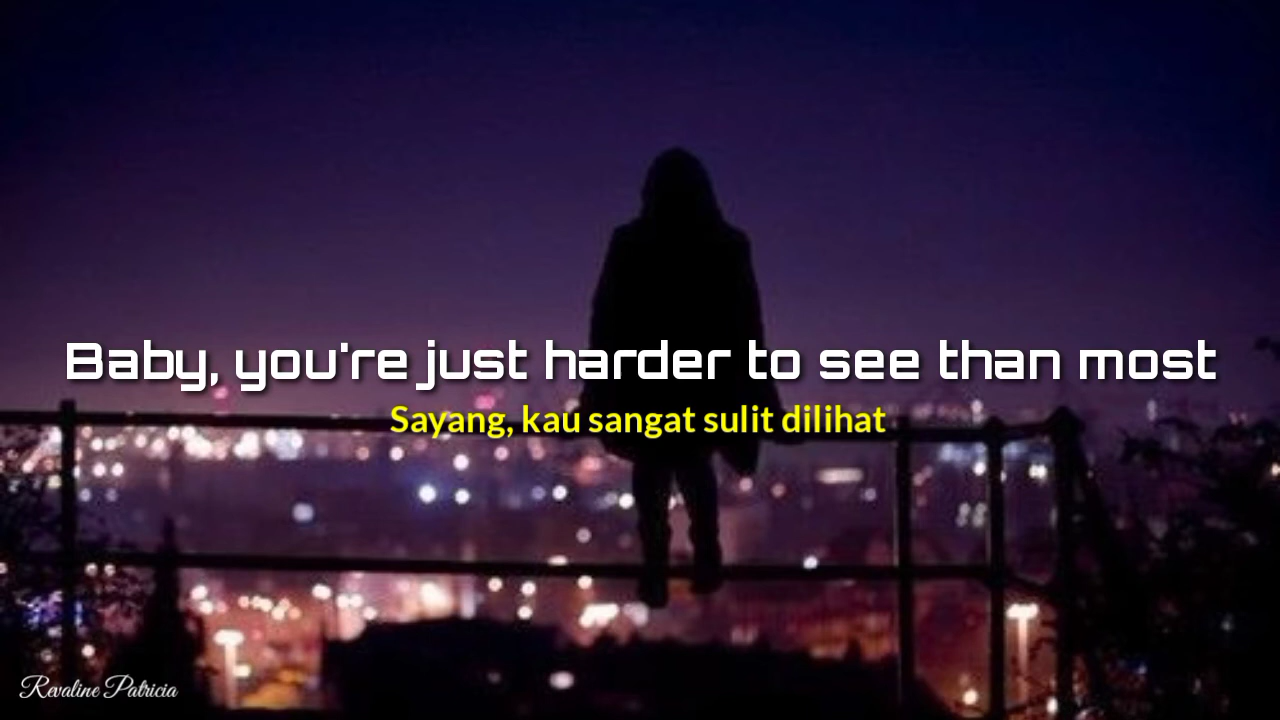 Baby, you're just harder to see than most
Sayang, kau sangat sulit dilihat
Revaline Patricia